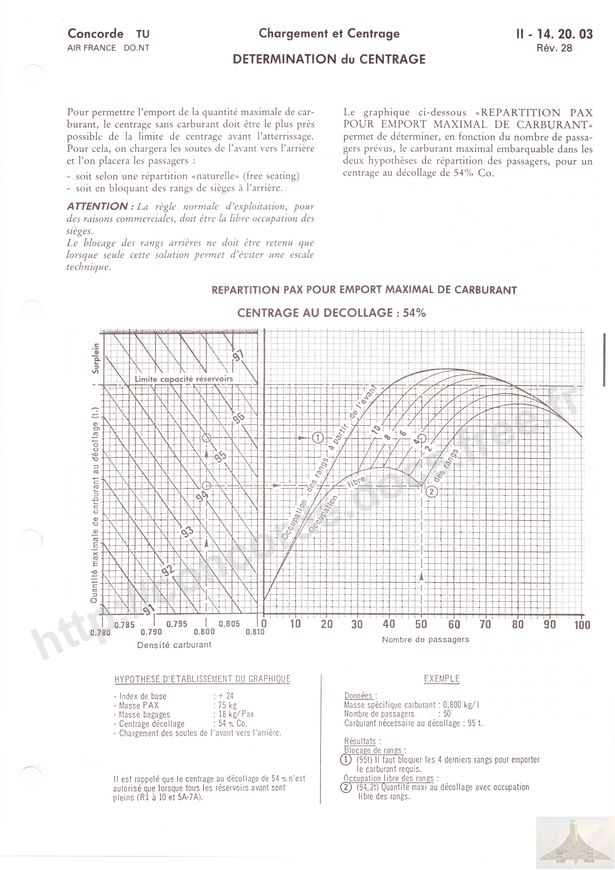 Concorde TU
AIR FRANCE DO.NT
Chargement et Centrage
DETERMINATION du CENTRAGE
II - 14. 20. 03
Rév. 28
Pour permettre l'emport de la quantité maximale de car-
burant, le centrage sans carburant doit être le plus près
possible de la limite de centrage avant l'atterrissage.
Pour cela, on chargera les soutes de l'avant vers l'arrière
et l'on placera les passagers :
- soit selon une répartition «naturelle» (free seating)
- soit en bloquant des rangs de sièges à l'arrière.
ATTENTION : La règle normale d'exploitation, pour
des raisons commerciales, doit être la libre occupation des
sièges.
Le blocage des rangs arrières ne doit être retenu que
lorsque seule cette solution permet d'éviter une escale
technique.
Le graphique ci-dessous «REPARTITION PAX
POUR EMPORT MAXIMAL DE CARBURANT»
permet de déterminer, en fonction du nombre de passa-
gers prévus, le carburant maximal embarquable dans les
deux hypothèses de répartition des passagers, pour un
centrage au décollage de 54% Co.
REPARTITION PAX POUR EMPORT MAXIMAL DE CARBURANT
CENTRAGE AU DECOLLAGE : 54%
Surplein
Quantité maximale de carburant au décollage (t.)
Limite capacité réservoirs
97
96
95
94
93
92
91
Occupation des rangs à partir de l'avant
Occupation libre
10
8
6
4
2
des rangs
1
2
0.780
0.785
0.790
0.795
0.800
0.805
0.810
Densité carburant
0 10 20 30 40 50 60 70 80 90 100
Nombre de passagers
http://concorde.docs.free.fr
HYPOTHESE D'ETABLISSEMENT DU GRAPHIQUE
- Index de base : + 24
- Masse PAX : 75 kg
- Masse bagages : 18 kg/Pax
- Centrage décollage : 54 % Co.
- Chargement des soutes de l'avant vers l'arrière.
Il est rappelé que le centrage au décollage de 54 % n'est
autorisé que lorsque tous les réservoirs avant sont
pleins (R1 à 10 et 5A-7A).
EXEMPLE
Données :
Masse spécifique carburant : 0,800 kg/l
Nombre de passagers : 50
Carburant nécessaire au décollage : 95 t.
Résultats :
Blocage de rangs :
1 (95t) Il faut bloquer les 4 derniers rangs pour emporter
le carburant requis.
Occupation libre des rangs :
2 (94,2t) Quantité maxi au décollage avec occupation
libre des rangs.